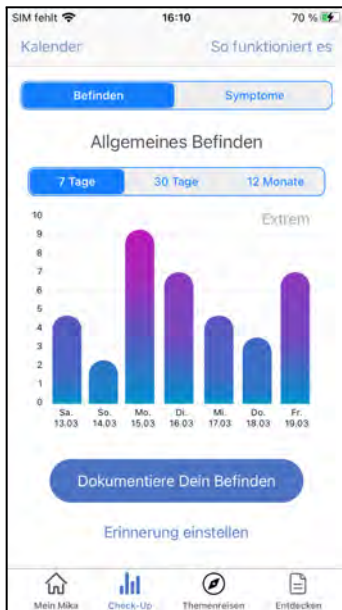 SIM fehlt 16:10 70 %
Kalender So funktioniert es
Befinden Symptome
Allgemeines Befinden
7 Tage 30 Tage 12 Monate
Extrem
10
9
8
7
6
5
4
3
2
1
0
Sa. So. Mo. Di. Mi. Do. Fr.
13.03 14.03 15.03 16.03 17.03 18.03 19.03
Dokumentiere Dein Befinden
Erinnerung einstellen
Mein Mika Check-Up Themenreisen Entdecken